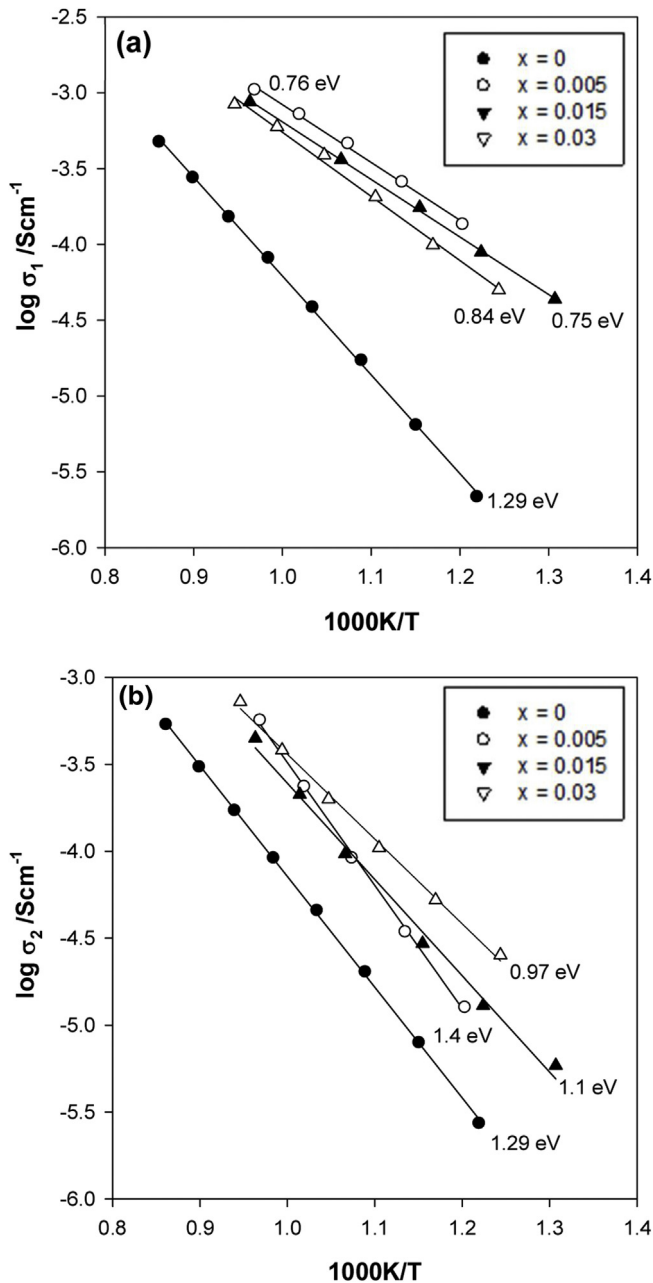 (a)
0.76 eV
x = 0
x = 0.005
x = 0.015
x = 0.03
-2.5
-3.0
-3.5
-4.0
-4.5
-5.0
-5.5
-6.0
log σ₁ /Scm⁻¹
0.84 eV
0.75 eV
1.29 eV
0.8 0.9 1.0 1.1 1.2 1.3 1.4
1000K/T
(b)
x = 0
x = 0.005
x = 0.015
x = 0.03
-3.0
-3.5
-4.0
-4.5
-5.0
-5.5
-6.0
log σ₂ /Scm⁻¹
0.97 eV
1.4 eV
1.1 eV
1.29 eV
0.8 0.9 1.0 1.1 1.2 1.3 1.4
1000K/T